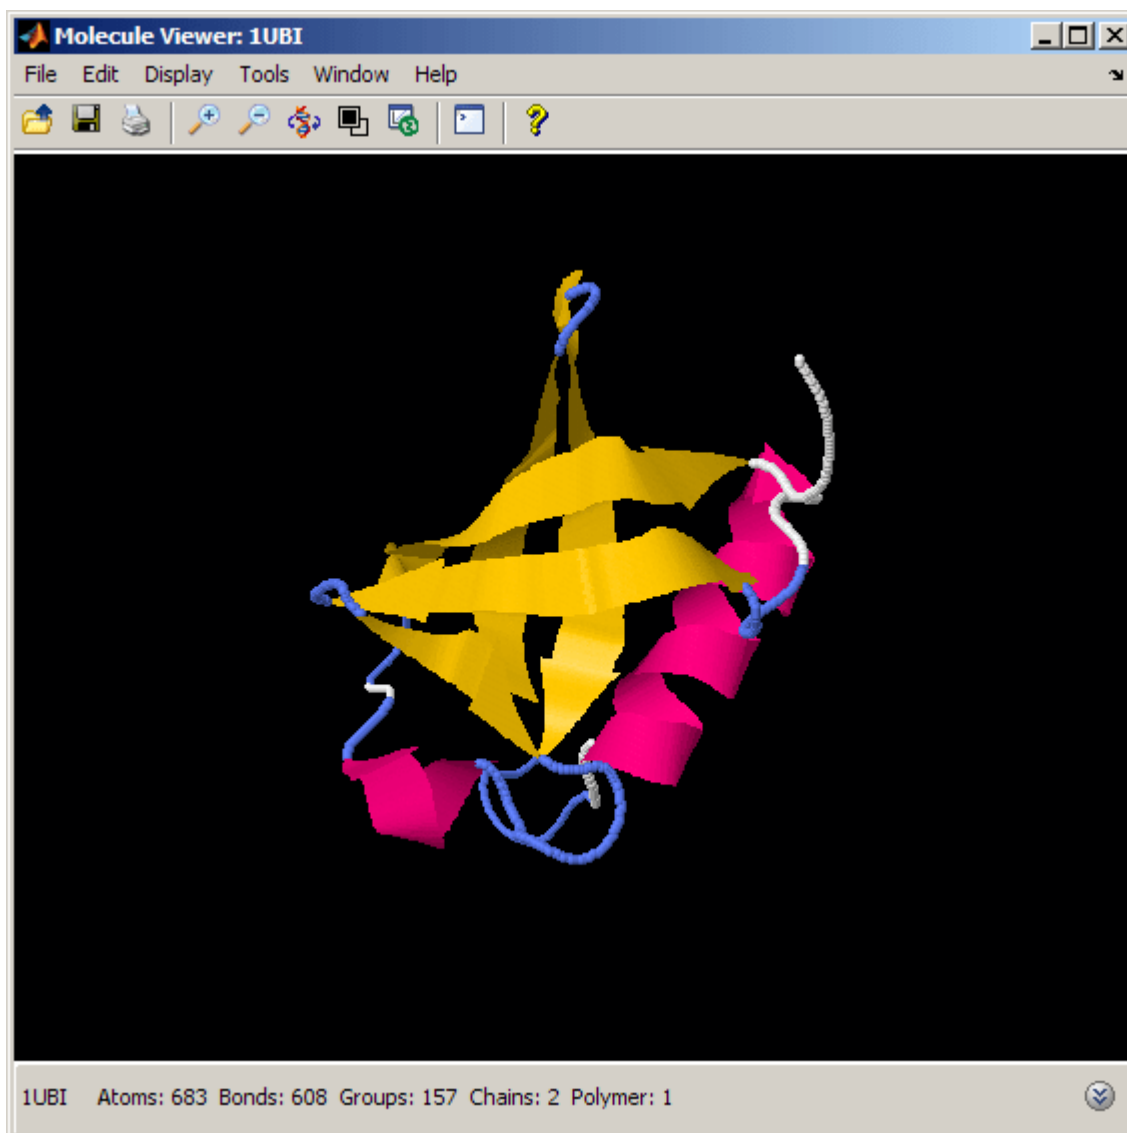 Molecule Viewer: 1UBI
File Edit Display Tools Window Help
1UBI Atoms: 683 Bonds: 608 Groups: 157 Chains: 2 Polymer: 1